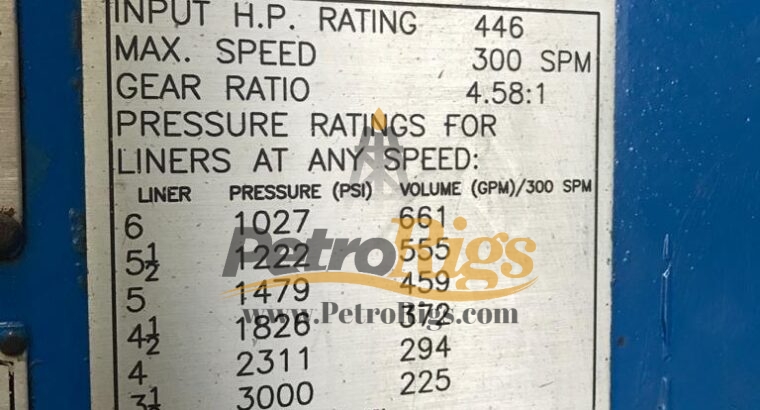 INPUT H.P. RATING 446
MAX. SPEED 300 SPM
GEAR RATIO 4.58:1
PRESSURE RATINGS FOR
LINERS AT ANY SPEED:
LINER PRESSURE (PSI) VOLUME (GPM)/300 SPM
6 1027 661
5½ 1222 555
5 1479 459
4½ 1826 372
4 2311 294
3½ 3000 225
PetroRigs
www.PetroRigs.com